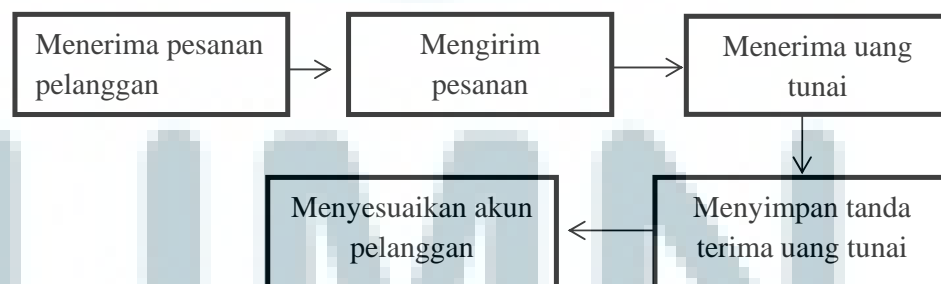 Menerima pesanan
pelanggan
Mengirim
pesanan
Menerima uang
tunai
Menyimpan tanda
terima uang tunai
Menyesuaikan akun
pelanggan